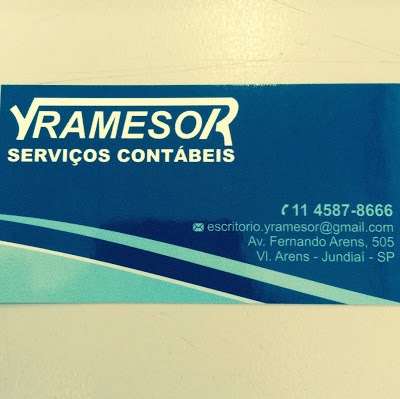 YRAMESOR
SERVIÇOS CONTÁBEIS
11 4587-8666
escritorio.yramesor@gmail.com
Av. Fernando Arens, 505
Vl. Arens - Jundiaí - SP